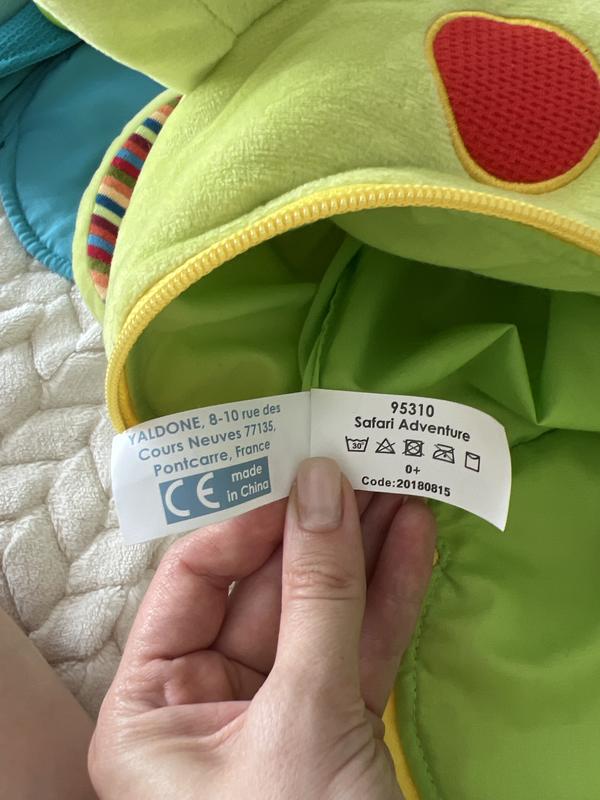 YALDONE, 8-10 rue des
Cours Neuves 77135,
Pontcarre, France
CE made
in China
95310
Safari Adventure
30°
0+
Code:20180815